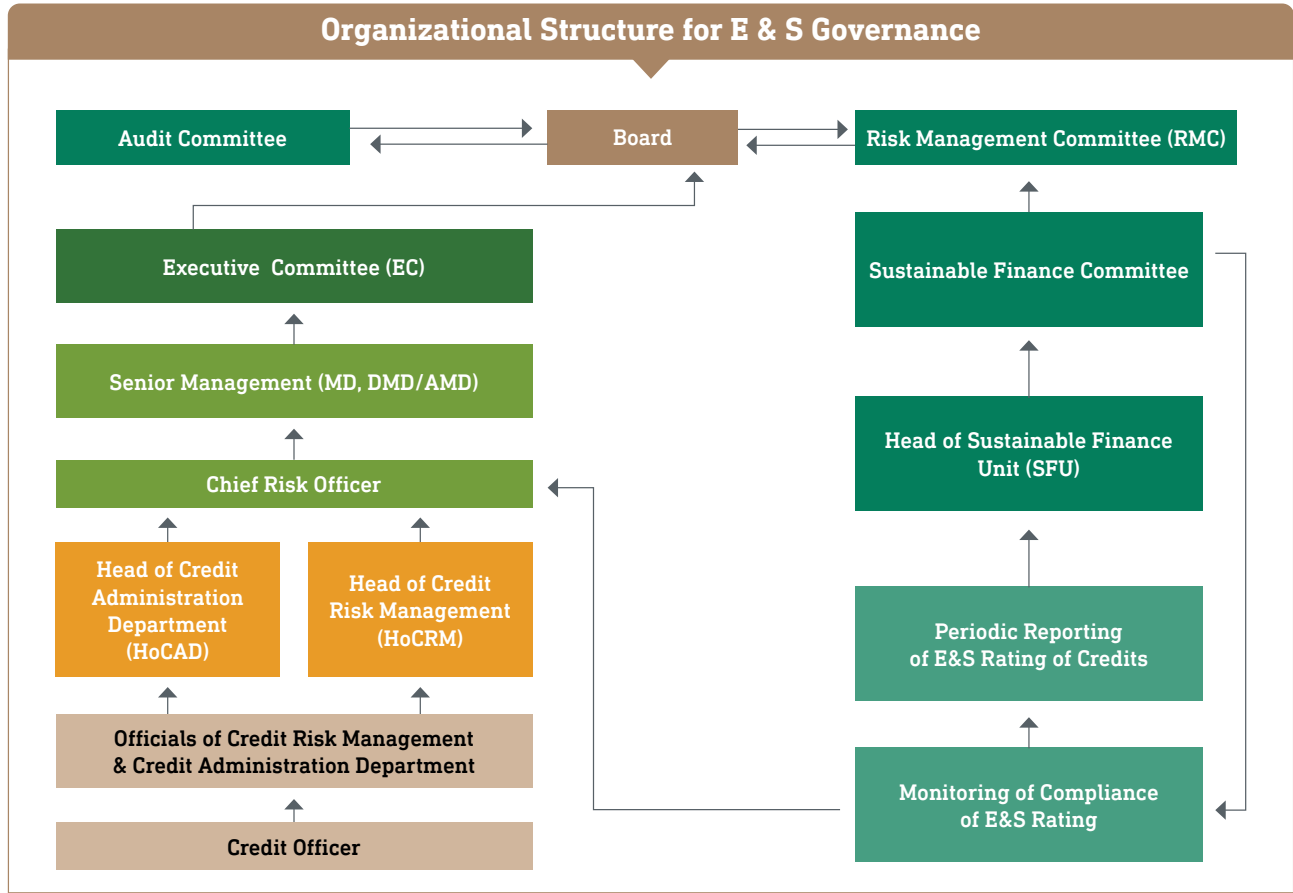 Organizational Structure for E & S Governance
Audit Committee
Board
Risk Management Committee (RMC)
Executive Committee (EC)
Sustainable Finance Committee
Senior Management (MD, DMD/AMD)
Head of Sustainable Finance
Unit (SFU)
Chief Risk Officer
Head of Credit
Administration
Department
(HoCAD)
Head of Credit
Risk Management
(HoCRM)
Periodic Reporting
of E&S Rating of Credits
Officials of Credit Risk Management
& Credit Administration Department
Monitoring of Compliance
of E&S Rating
Credit Officer